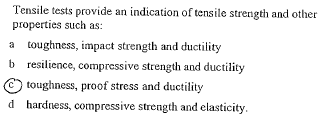 Tensile tests provide an indication of tensile strength and other
properties such as:
a toughness, impact strength and ductility
b resilience, compressive strength and ductility
c toughness, proof stress and ductility
d hardness, compressive strength and elasticity.